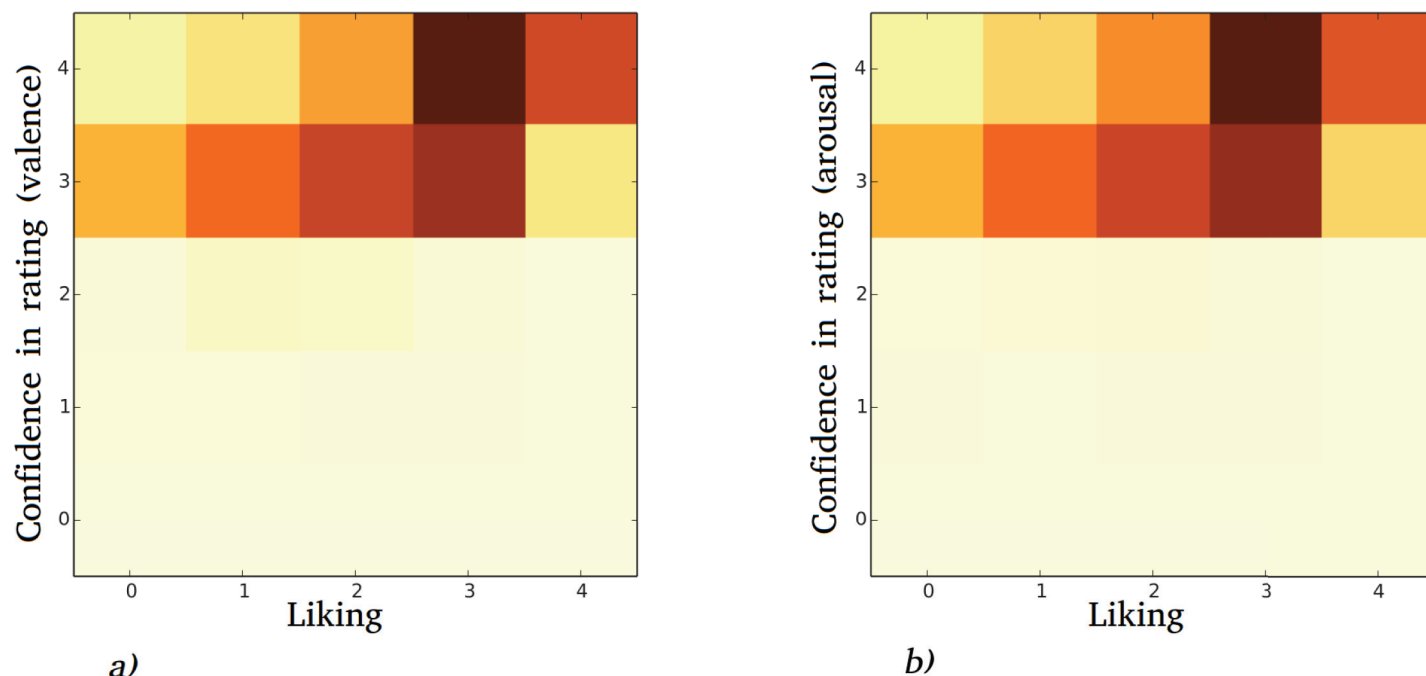 Confidence in rating (valence)
4
3
2
1
0
0 1 2 3 4
Liking
a)
Confidence in rating (arousal)
4
3
2
1
0
0 1 2 3 4
Liking
b)